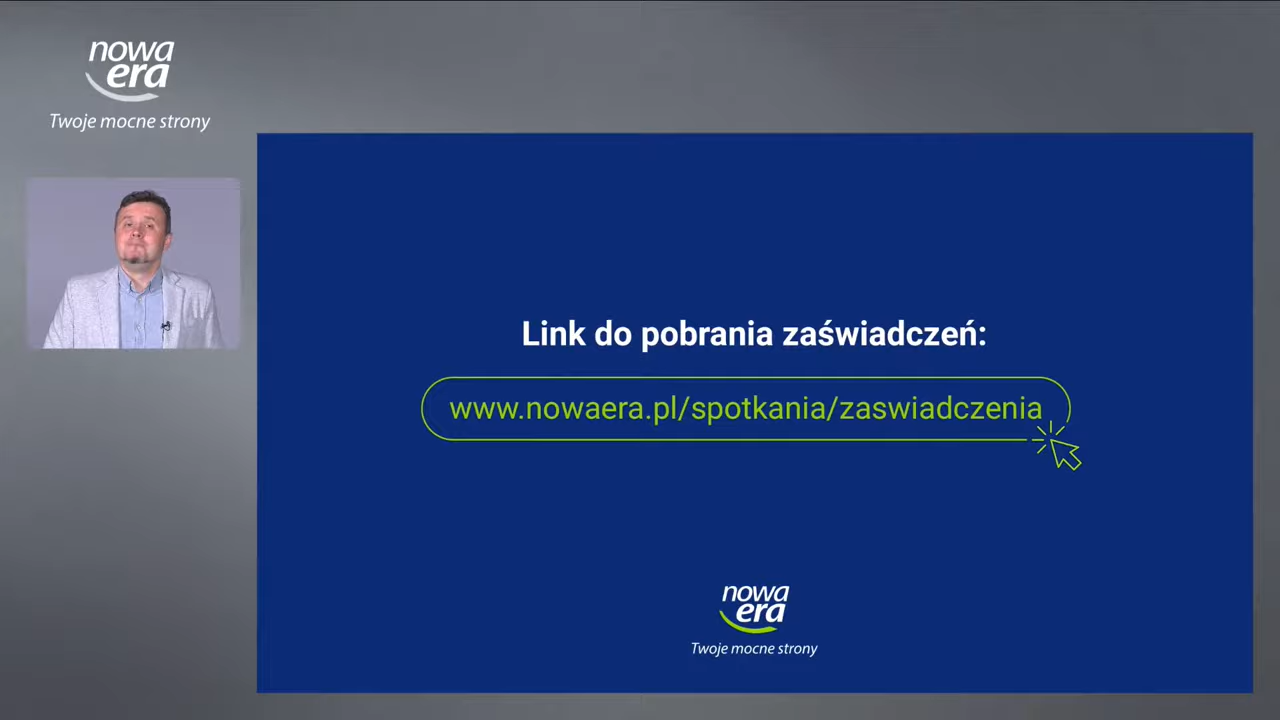 nowa
era
Twoje mocne strony
Link do pobrania zaświadczeń:
www.nowaera.pl/spotkania/zaswiadczenia
nowa
era
Twoje mocne strony